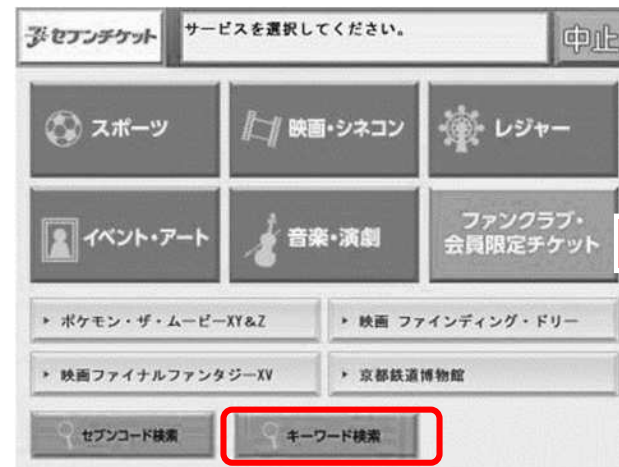 セブンチケット
サービスを選択してください。
中止
スポーツ
映画・シネコン
レジャー
イベント・アート
音楽・演劇
ファンクラブ・
会員限定チケット
▶ ポケモン・ザ・ムービーXY&Z
▶ 映画 ファインディング・ドリー
▶ 映画ファイナルファンタジーXV
▶ 京都鉄道博物館
セブンコード検索
キーワード検索